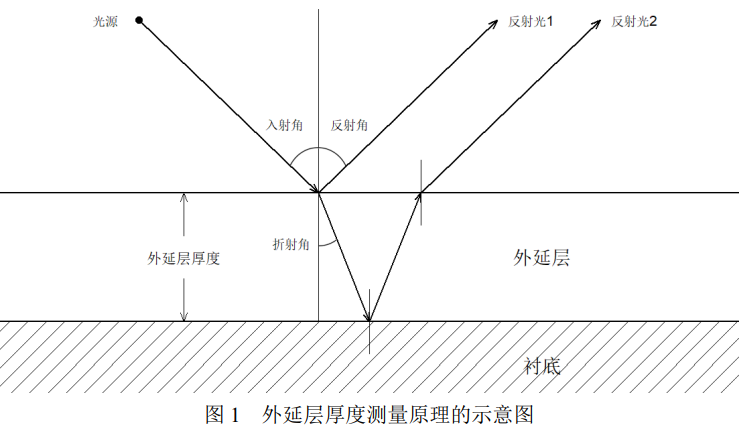 光源
反射光1
反射光2
入射角
反射角
折射角
外延层厚度
外延层
衬底
图 1 外延层厚度测量原理的示意图